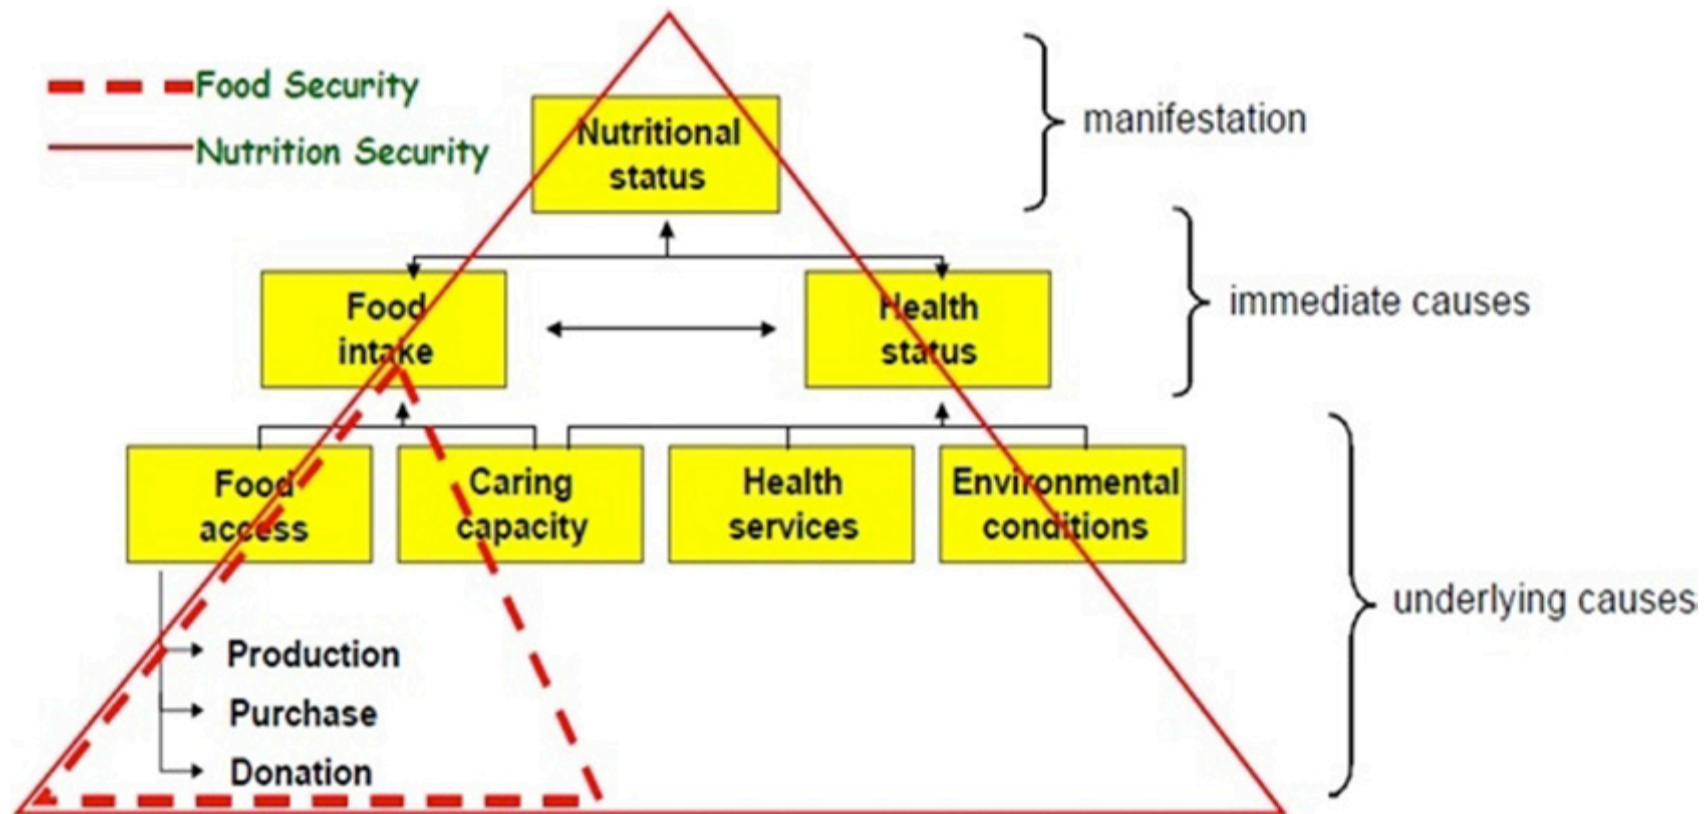 Food Security
Nutrition Security
Nutritional
status
manifestation
Food
intake
Health
status
immediate causes
Food
access
Caring
capacity
Health
services
Environmental
conditions
underlying causes
Production
Purchase
Donation